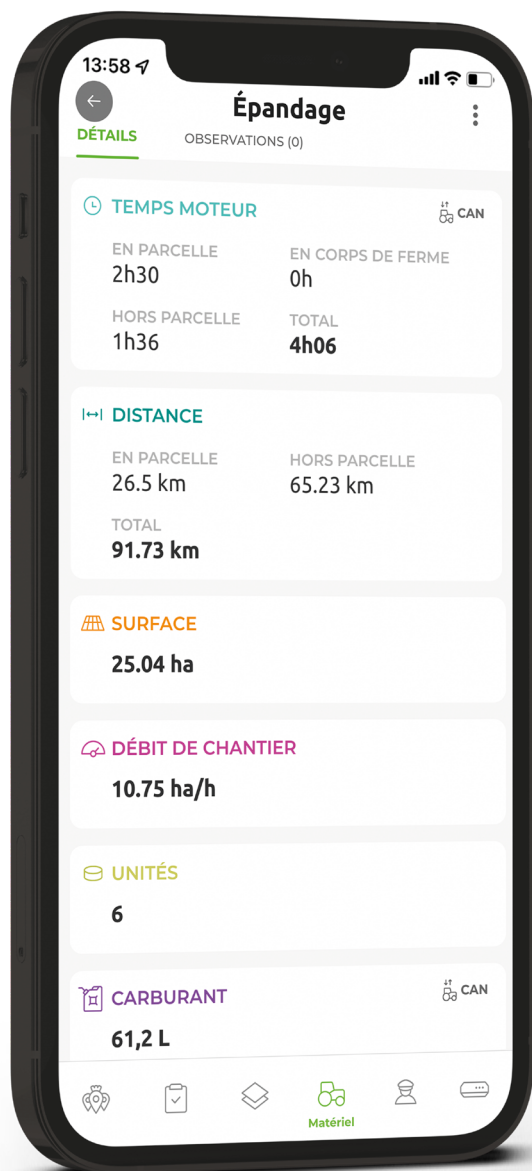 13:58
Épandage
DÉTAILS
OBSERVATIONS (0)
TEMPS MOTEUR
CAN
EN PARCELLE
EN CORPS DE FERME
2h30
0h
HORS PARCELLE
TOTAL
1h36
4h06
DISTANCE
EN PARCELLE
HORS PARCELLE
26.5 km
65.23 km
TOTAL
91.73 km
SURFACE
25.04 ha
DÉBIT DE CHANTIER
10.75 ha/h
UNITÉS
6
CARBURANT
CAN
61,2 L
Matériel